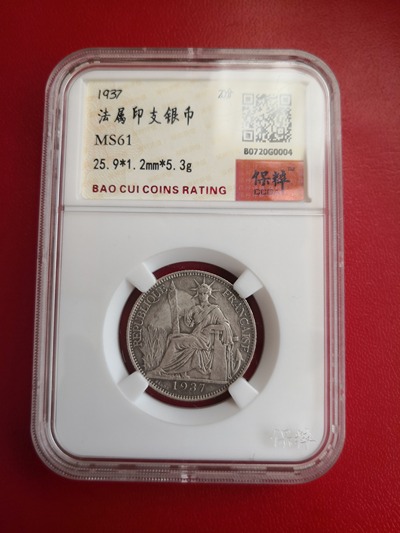 1937
法属印支银币
MS61
25.9*1.2mm*5.3g
BAO CUI COINS RATING
B0720G0004
保粹
REPUBLIQUE FRANÇAISE
1937